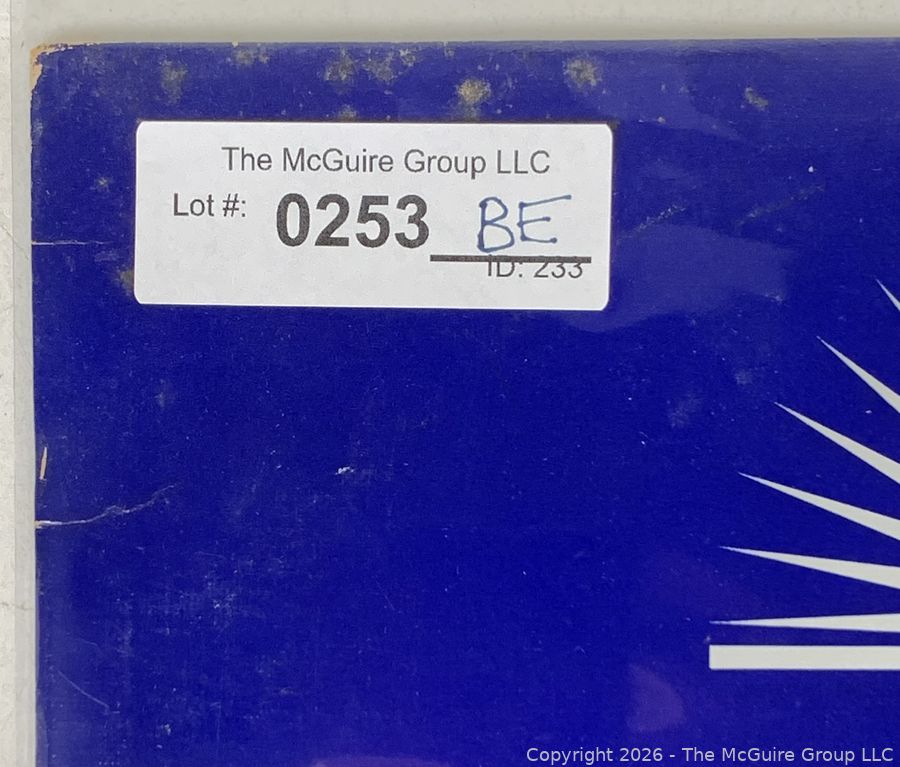 The McGuire Group LLC
Lot #: 0253 BE
ID: 233
Copyright 2026 - The McGuire Group LLC